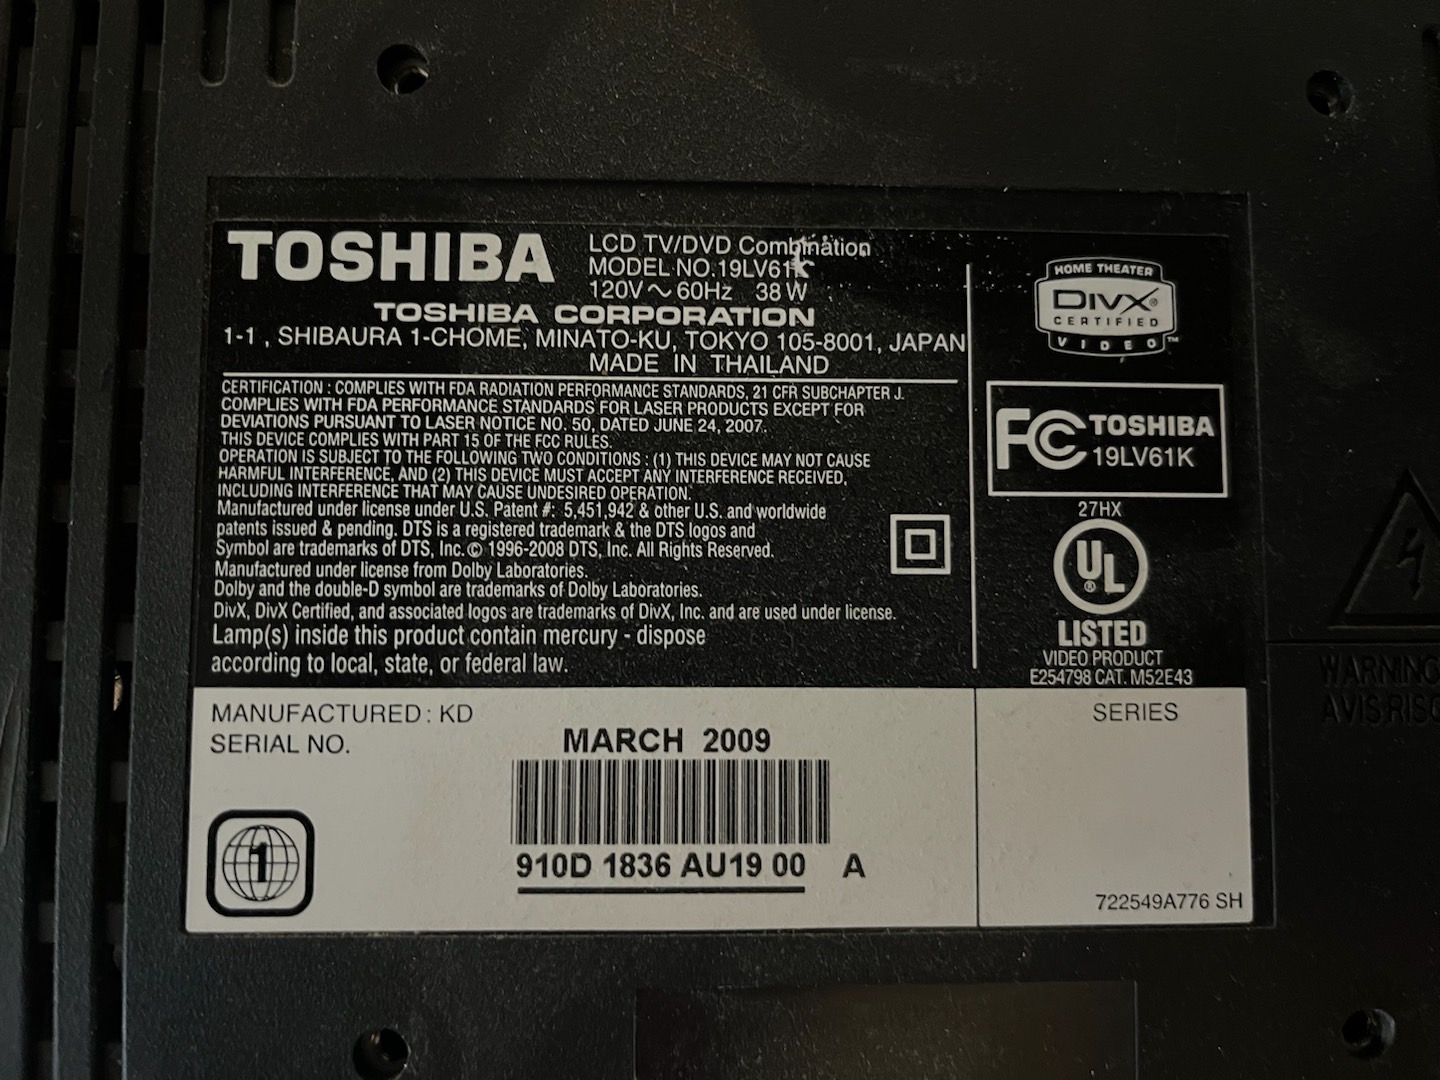 TOSHIBA
LCD TV/DVD Combination
MODEL NO.19LV61K
120V ~ 60Hz 38W
TOSHIBA CORPORATION
1-1 , SHIBAURA 1-CHOME, MINATO-KU, TOKYO 105-8001, JAPAN
MADE IN THAILAND
CERTIFICATION : COMPLIES WITH FDA RADIATION PERFORMANCE STANDARDS, 21 CFR SUBCHAPTER J.
COMPLIES WITH FDA PERFORMANCE STANDARDS FOR LASER PRODUCTS EXCEPT FOR
DEVIATIONS PURSUANT TO LASER NOTICE NO. 50, DATED JUNE 24, 2007.
THIS DEVICE COMPLIES WITH PART 15 OF THE FCC RULES.
OPERATION IS SUBJECT TO THE FOLLOWING TWO CONDITIONS : (1) THIS DEVICE MAY NOT CAUSE
HARMFUL INTERFERENCE, AND (2) THIS DEVICE MUST ACCEPT ANY INTERFERENCE RECEIVED,
INCLUDING INTERFERENCE THAT MAY CAUSE UNDESIRED OPERATION.
Manufactured under license under U.S. Patent #: 5,451,942 & other U.S. and worldwide
patents issued & pending. DTS is a registered trademark & the DTS logos and
Symbol are trademarks of DTS, Inc.© 1996-2008 DTS, Inc. All Rights Reserved.
Manufactured under license from Dolby Laboratories.
Dolby and the double-D symbol are trademarks of Dolby Laboratories.
DivX, DivX Certified, and associated logos are trademarks of DivX, Inc. and are used under license.
Lamp(s) inside this product contain mercury - dispose
according to local, state, or federal law.
HOME THEATER
DIVX®
CERTIFIED
VIDEO™
FC TOSHIBA
19LV61K
27HX
UL®
LISTED
VIDEO PRODUCT
E254798 CAT. M52E43
MANUFACTURED : KD
SERIAL NO.
MARCH 2009
910D 1836 AU19 00 A
1
SERIES
722549A776 SH
WARNING